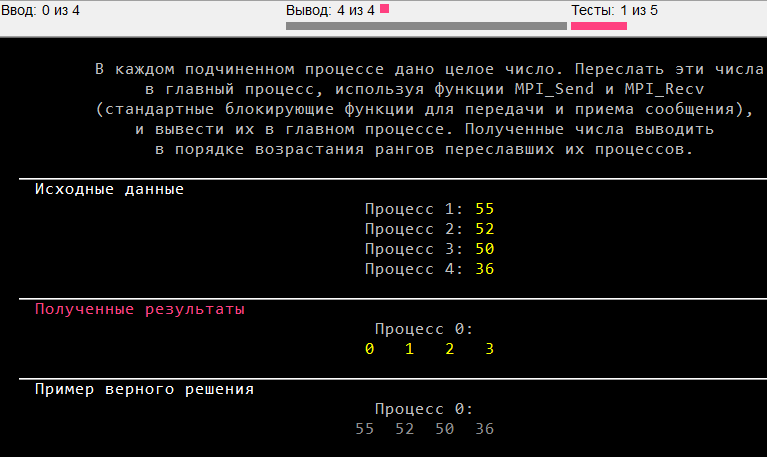 Ввод: 0 из 4 Вывод: 4 из 4 Тесты: 1 из 5
В каждом подчиненном процессе дано целое число. Переслать эти числа
в главный процесс, используя функции MPI_Send и MPI_Recv
(стандартные блокирующие функции для передачи и приема сообщения),
и вывести их в главном процессе. Полученные числа выводить
в порядке возрастания рангов переславших их процессов.
Исходные данные
Процесс 1: 55
Процесс 2: 52
Процесс 3: 50
Процесс 4: 36
Полученные результаты
Процесс 0:
0 1 2 3
Пример верного решения
Процесс 0:
55 52 50 36